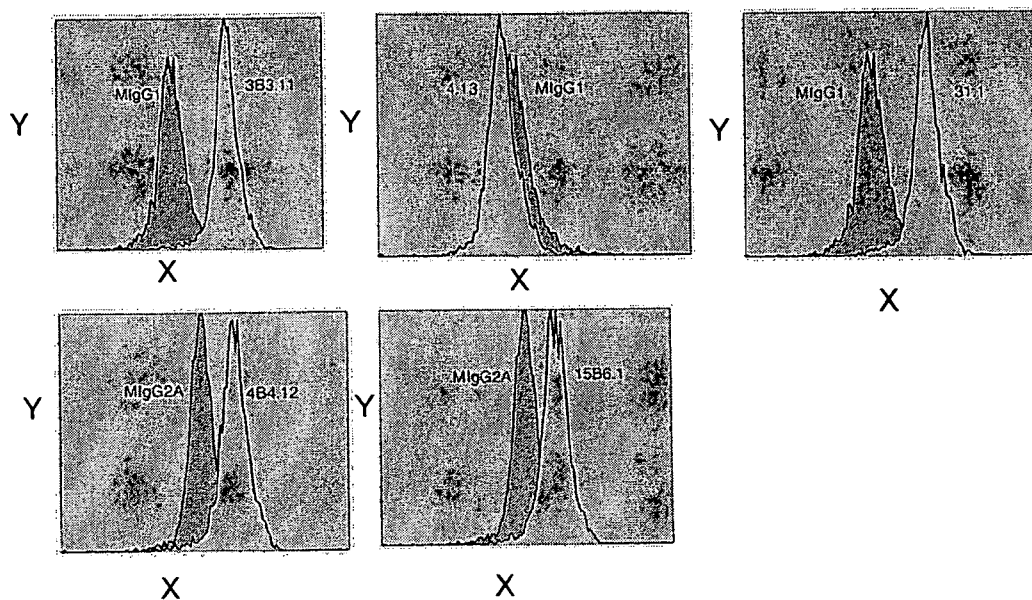 MIgG1 3B3.11
Y
X
4.13 MIgG1
Y
X
MIgG1 31.1
Y
X
MIgG2A 4B4.12
Y
X
MIgG2A 15B6.1
Y
X